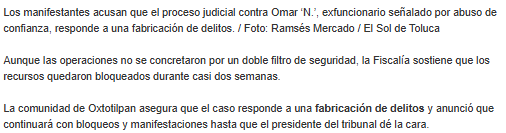 Los manifestantes acusan que el proceso judicial contra Omar ‘N.’, exfuncionario señalado por abuso de
confianza, responde a una fabricación de delitos. / Foto: Ramsés Mercado / El Sol de Toluca
Aunque las operaciones no se concretaron por un doble filtro de seguridad, la Fiscalía sostiene que los
recursos quedaron bloqueados durante casi dos semanas.
La comunidad de Oxtotilpan asegura que el caso responde a una fabricación de delitos y anunció que
continuará con bloqueos y manifestaciones hasta que el presidente del tribunal dé la cara.